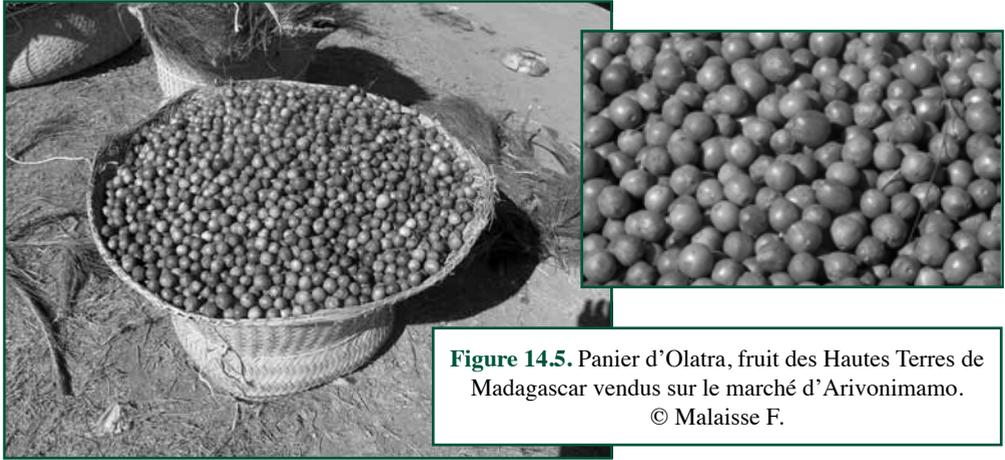 Figure 14.5. Panier d’Olatra, fruit des Hautes Terres de
Madagascar vendus sur le marché d’Arivonimamo.
© Malaisse F.